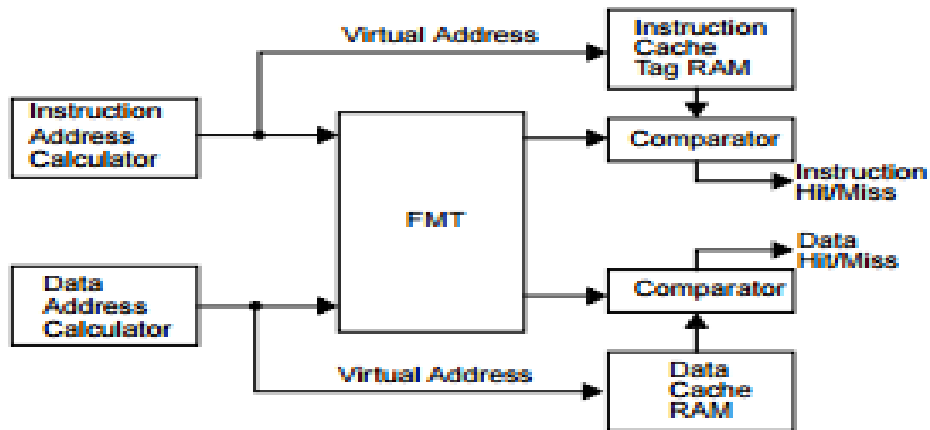 Virtual Address
Instruction
Cache
Tag RAM
Instruction
Address
Calculator
Comparator
Instruction
Hit/Miss
FMT
Data
Hit/Miss
Data
Address
Calculator
Comparator
Virtual Address
Data
Cache
RAM